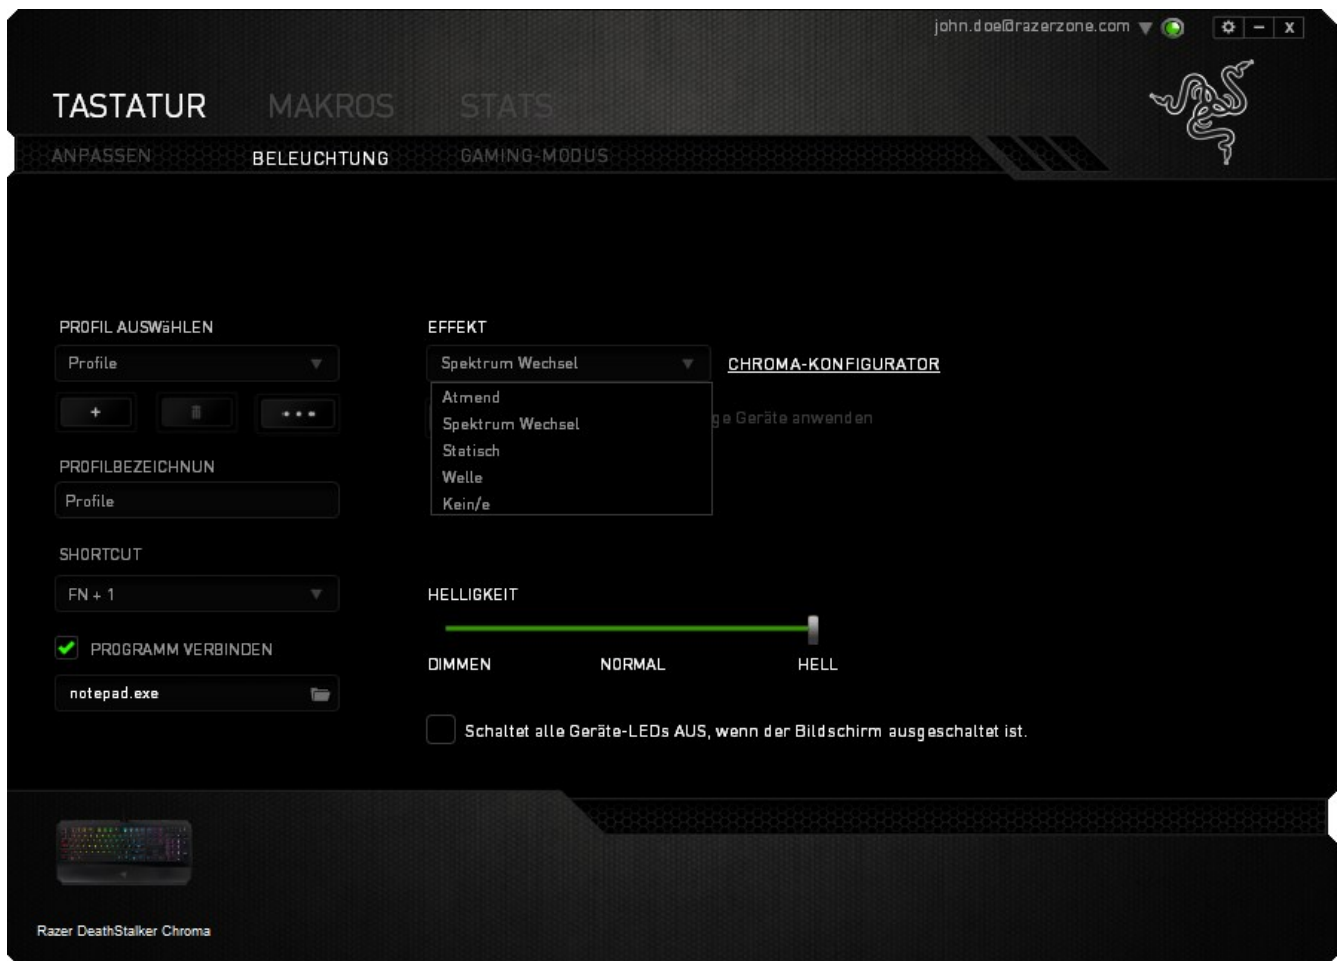 john.doe@razerzone.com
TASTATUR MAKROS STATS
ANPASSEN BELEUCHTUNG GAMING-MODUS
PROFIL AUSWäHLEN
Profile
PROFILBEZEICHNUN
Profile
SHORTCUT
FN + 1
PROGRAMM VERBINDEN
notepad.exe
EFFEKT
Spektrum Wechsel
CHROMA-KONFIGURATOR
Atmend
Spektrum Wechsel
Statisch
Welle
Kein/e
Geräte anwenden
HELLIGKEIT
DIMMEN NORMAL HELL
Schaltet alle Geräte-LEDs AUS, wenn der Bildschirm ausgeschaltet ist.
Razer DeathStalker Chroma